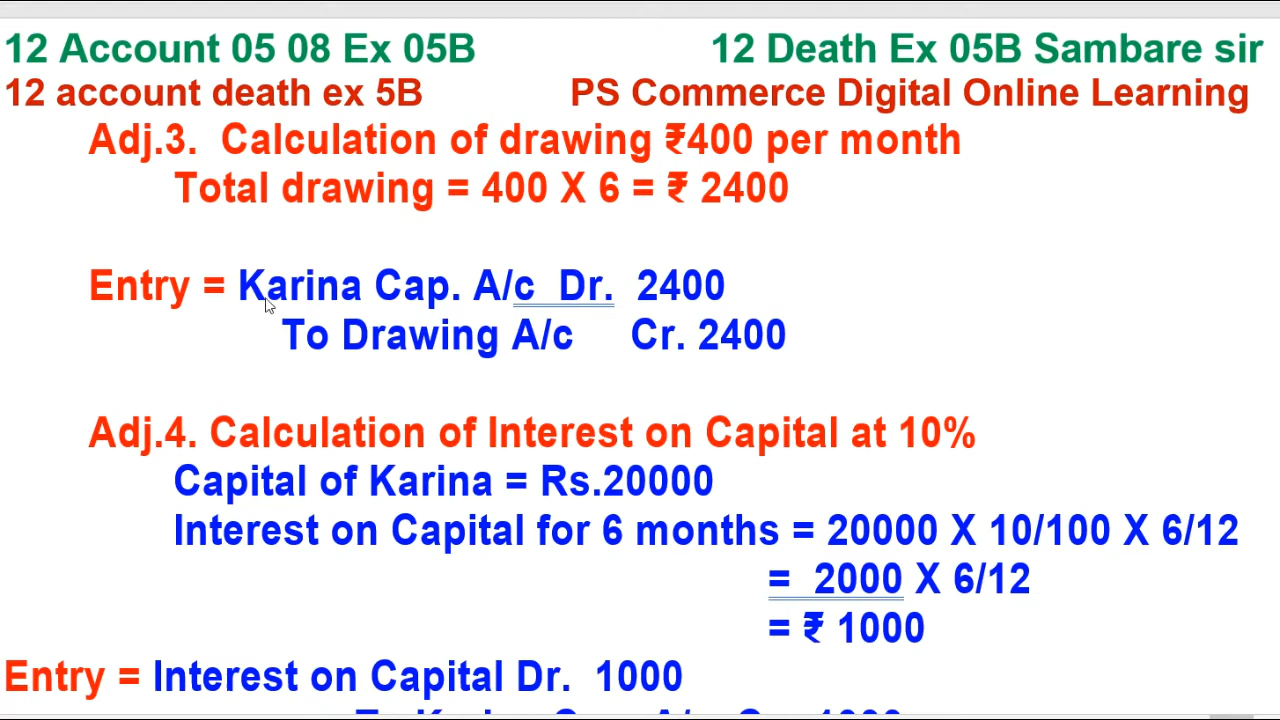 12 Account 05 08 Ex 05B 12 Death Ex 05B Sambare sir
12 account death ex 5B PS Commerce Digital Online Learning
Adj.3. Calculation of drawing ₹400 per month
Total drawing = 400 X 6 = ₹ 2400
Entry = Karina Cap. A/c Dr. 2400
To Drawing A/c Cr. 2400
Adj.4. Calculation of Interest on Capital at 10%
Capital of Karina = Rs.20000
Interest on Capital for 6 months = 20000 X 10/100 X 6/12
= 2000 X 6/12
= ₹ 1000
Entry = Interest on Capital Dr. 1000